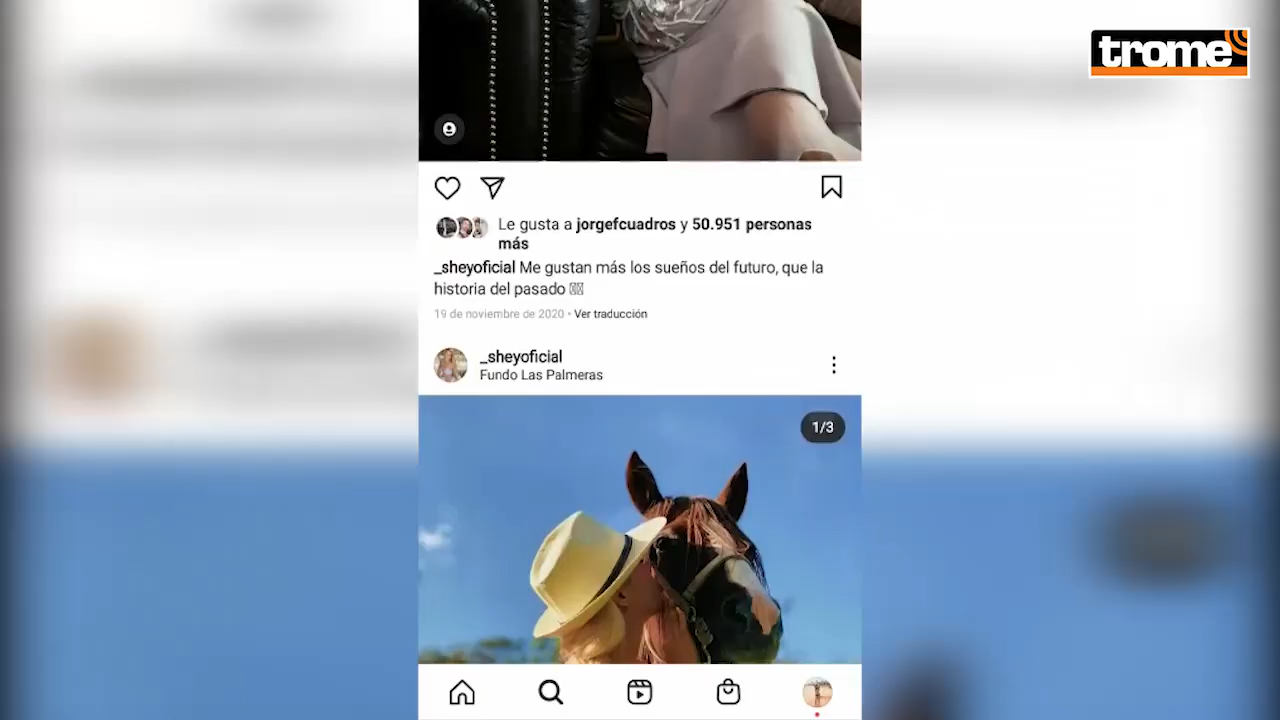 trome
Le gusta a jorgefcuadros y 50.951 personas
más
_sheyoficial Me gustan más los sueños del futuro, que la
historia del pasado
19 de noviembre de 2020 • Ver traducción
_sheyoficial
Fundo Las Palmeras
1/3